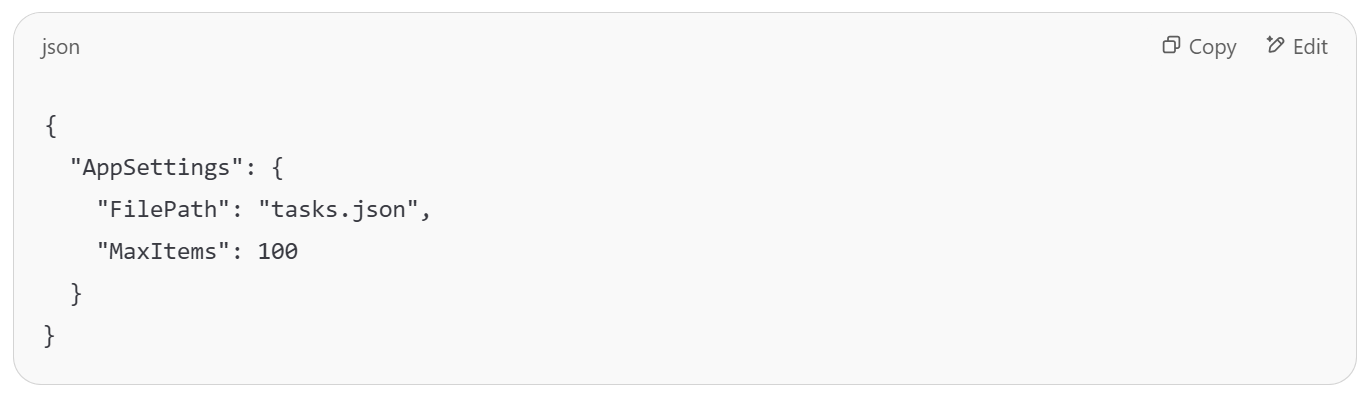 json
Copy
Edit
{
  "AppSettings": {
    "FilePath": "tasks.json",
    "MaxItems": 100
  }
}